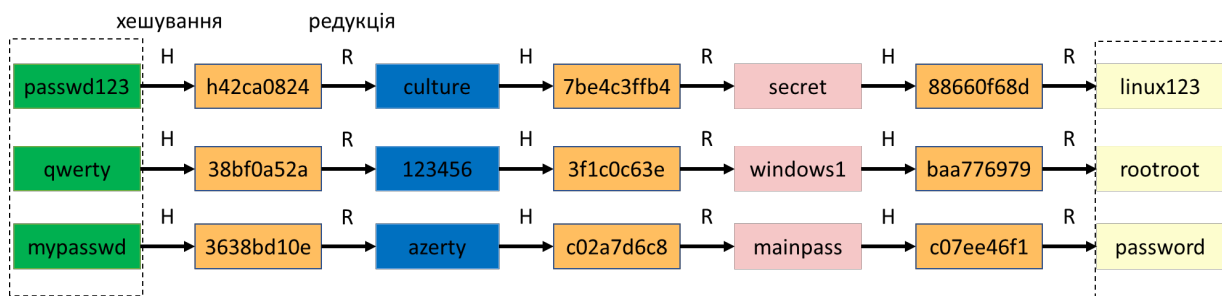 хешування редукція
H R H R H R
passwd123 h42ca0824 culture 7be4c3ffb4 secret 88660f68d linux123
H R H R H R
qwerty 38bf0a52a 123456 3f1c0c63e windows1 baa776979 rootroot
H R H R H R
mypasswd 3638bd10e azerty c02a7d6c8 mainpass c07ee46f1 password